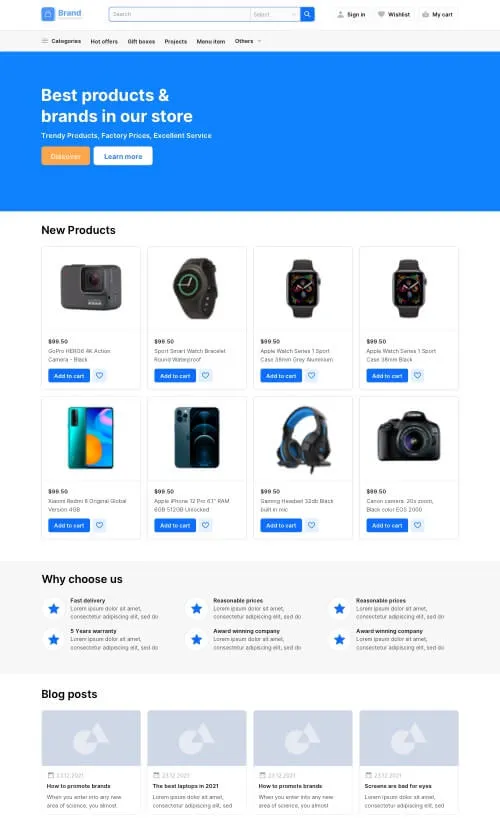 Brand
Search
Select
Sign in
Wishlist
My cart
Categories
Hot offers
Gift boxes
Projects
Menu item
Others
Best products &
brands in our store
Trendy Products, Factory Prices, Excellent Service
Discover
Learn more
New Products
$99.50
GoPro HERO6 4K Action
Camera - Black
Add to cart
$99.50
Sport Smart Watch Bracelet
Round Waterproof
Add to cart
$99.50
Apple Watch Series 1 Sport
Case 38mm Grey Aluminium
Add to cart
$99.50
Apple Watch Series 1 Sport
Case 38mm Black
Add to cart
$99.50
Xiaomi Redmi 8 Original Global
Version 4GB
Add to cart
$99.50
Apple iPhone 12 Pro 6.1" RAM
6GB 512GB Unlocked
Add to cart
$99.50
Gaming Headset 32db Black
built in mic
Add to cart
$99.50
Canon camera 20x zoom,
Black color EOS 2000
Add to cart
Why choose us
Fast delivery
Lorem ipsum dolor sit amet,
consectetur adipiscing elit, sed do
Reasonable prices
Lorem ipsum dolor sit amet,
consectetur adipiscing elit, sed do
Reasonable prices
Lorem ipsum dolor sit amet,
consectetur adipiscing elit, sed do
5 Years warranty
Lorem ipsum dolor sit amet,
consectetur adipiscing elit, sed do
Award winning company
Lorem ipsum dolor sit amet,
consectetur adipiscing elit, sed do
Award winning company
Lorem ipsum dolor sit amet,
consectetur adipiscing elit, sed do
Blog posts
23.12.2021
How to promote brands
When you enter into any new
area of science, you almost
23.12.2021
The best laptops in 2021
Lorem ipsum dolor sit amet,
consectetur adipiscing elit, sed
23.12.2021
How to promote brands
When you enter into any new
area of science, you almost
23.12.2021
Screens are bad for eyes
Lorem ipsum dolor sit amet,
consectetur adipiscing elit, sed